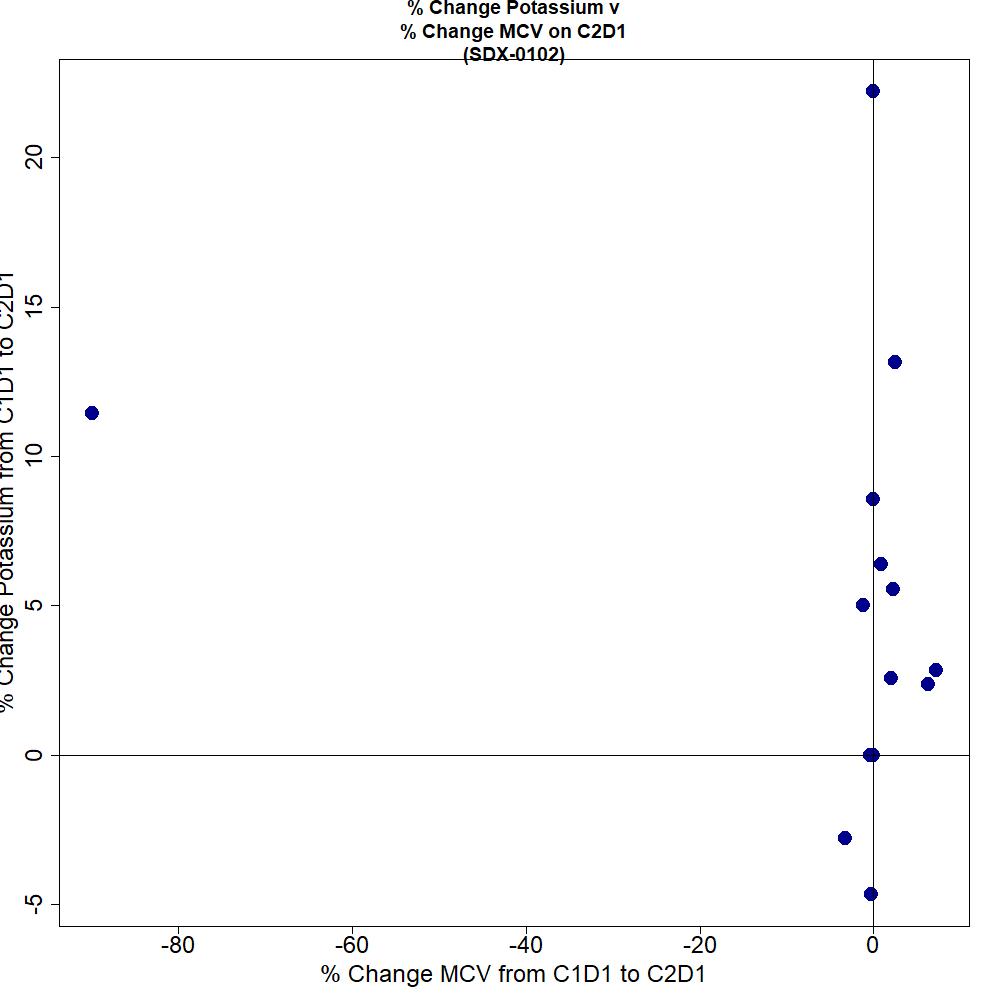 % Change Potassium v
% Change MCV on C2D1
(SDX-0102)
% Change Potassium from C1D1 to C2D1
20
15
10
5
0
-5
-80
-60
-40
-20
0
% Change MCV from C1D1 to C2D1